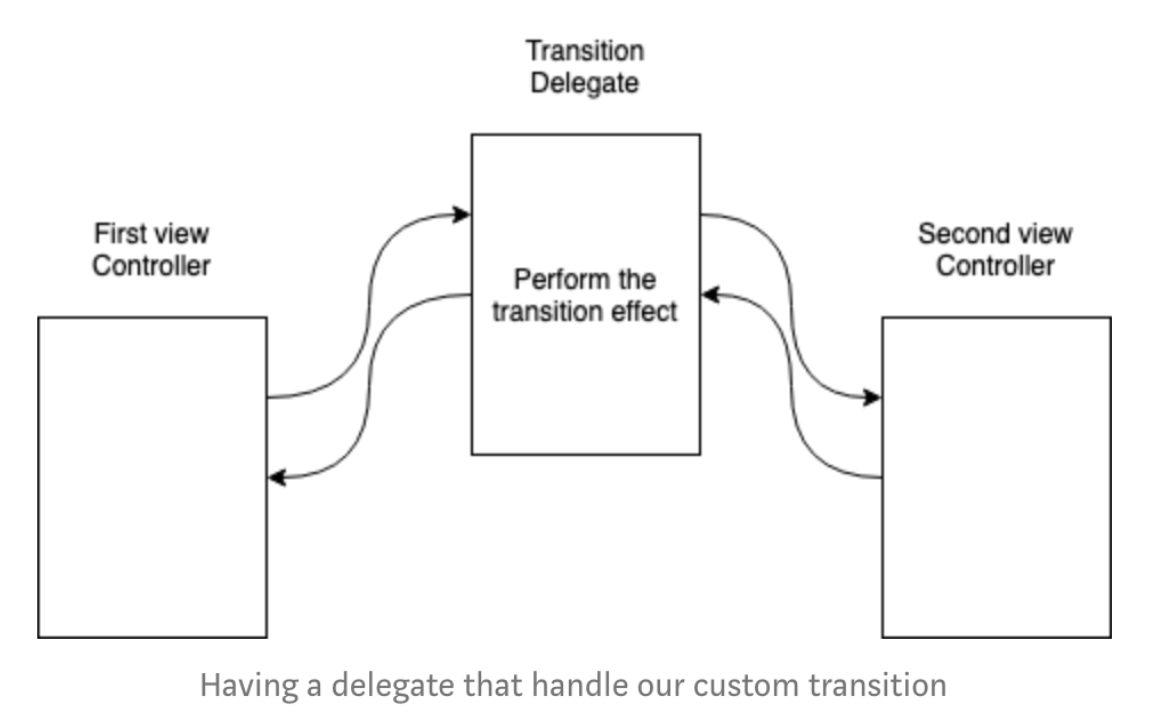 Transition
Delegate
First view
Controller
Second view
Controller
Perform the
transition effect
Having a delegate that handle our custom transition